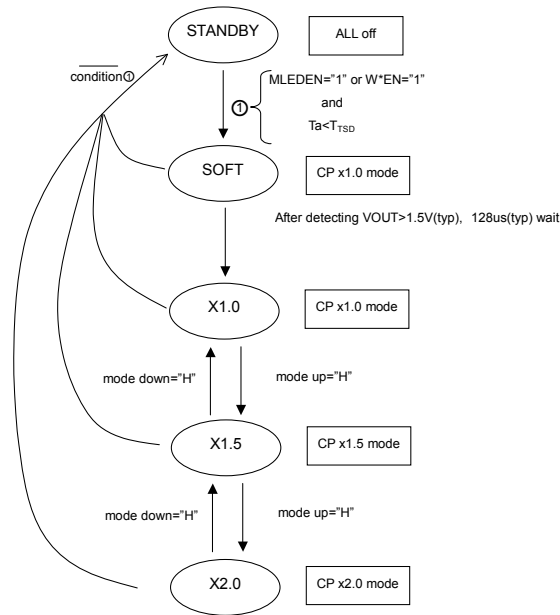 STANDBY
ALL off
condition①
MLEDEN="1" or W*EN="1"
①
and
Ta<TTSD
SOFT
CP x1.0 mode
After detecting VOUT>1.5V(typp), 128us(typ) wait
X1.0
CP x1.0 mode
mode down="H"
mode up="H"
X1.5
CP x1.5 mode
mode down="H"
mode up="H"
X2.0
CP x2.0 mode